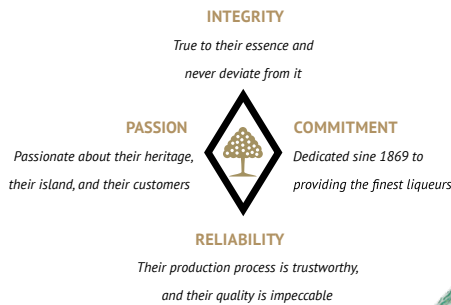 INTEGRITY
True to their essence and
never deviate from it
PASSION
Passionate about their heritage,
their island, and their customers
COMMITMENT
Dedicated sine 1869 to
providing the finest liqueurs
RELIABILITY
Their production process is trustworthy,
and their quality is impeccable